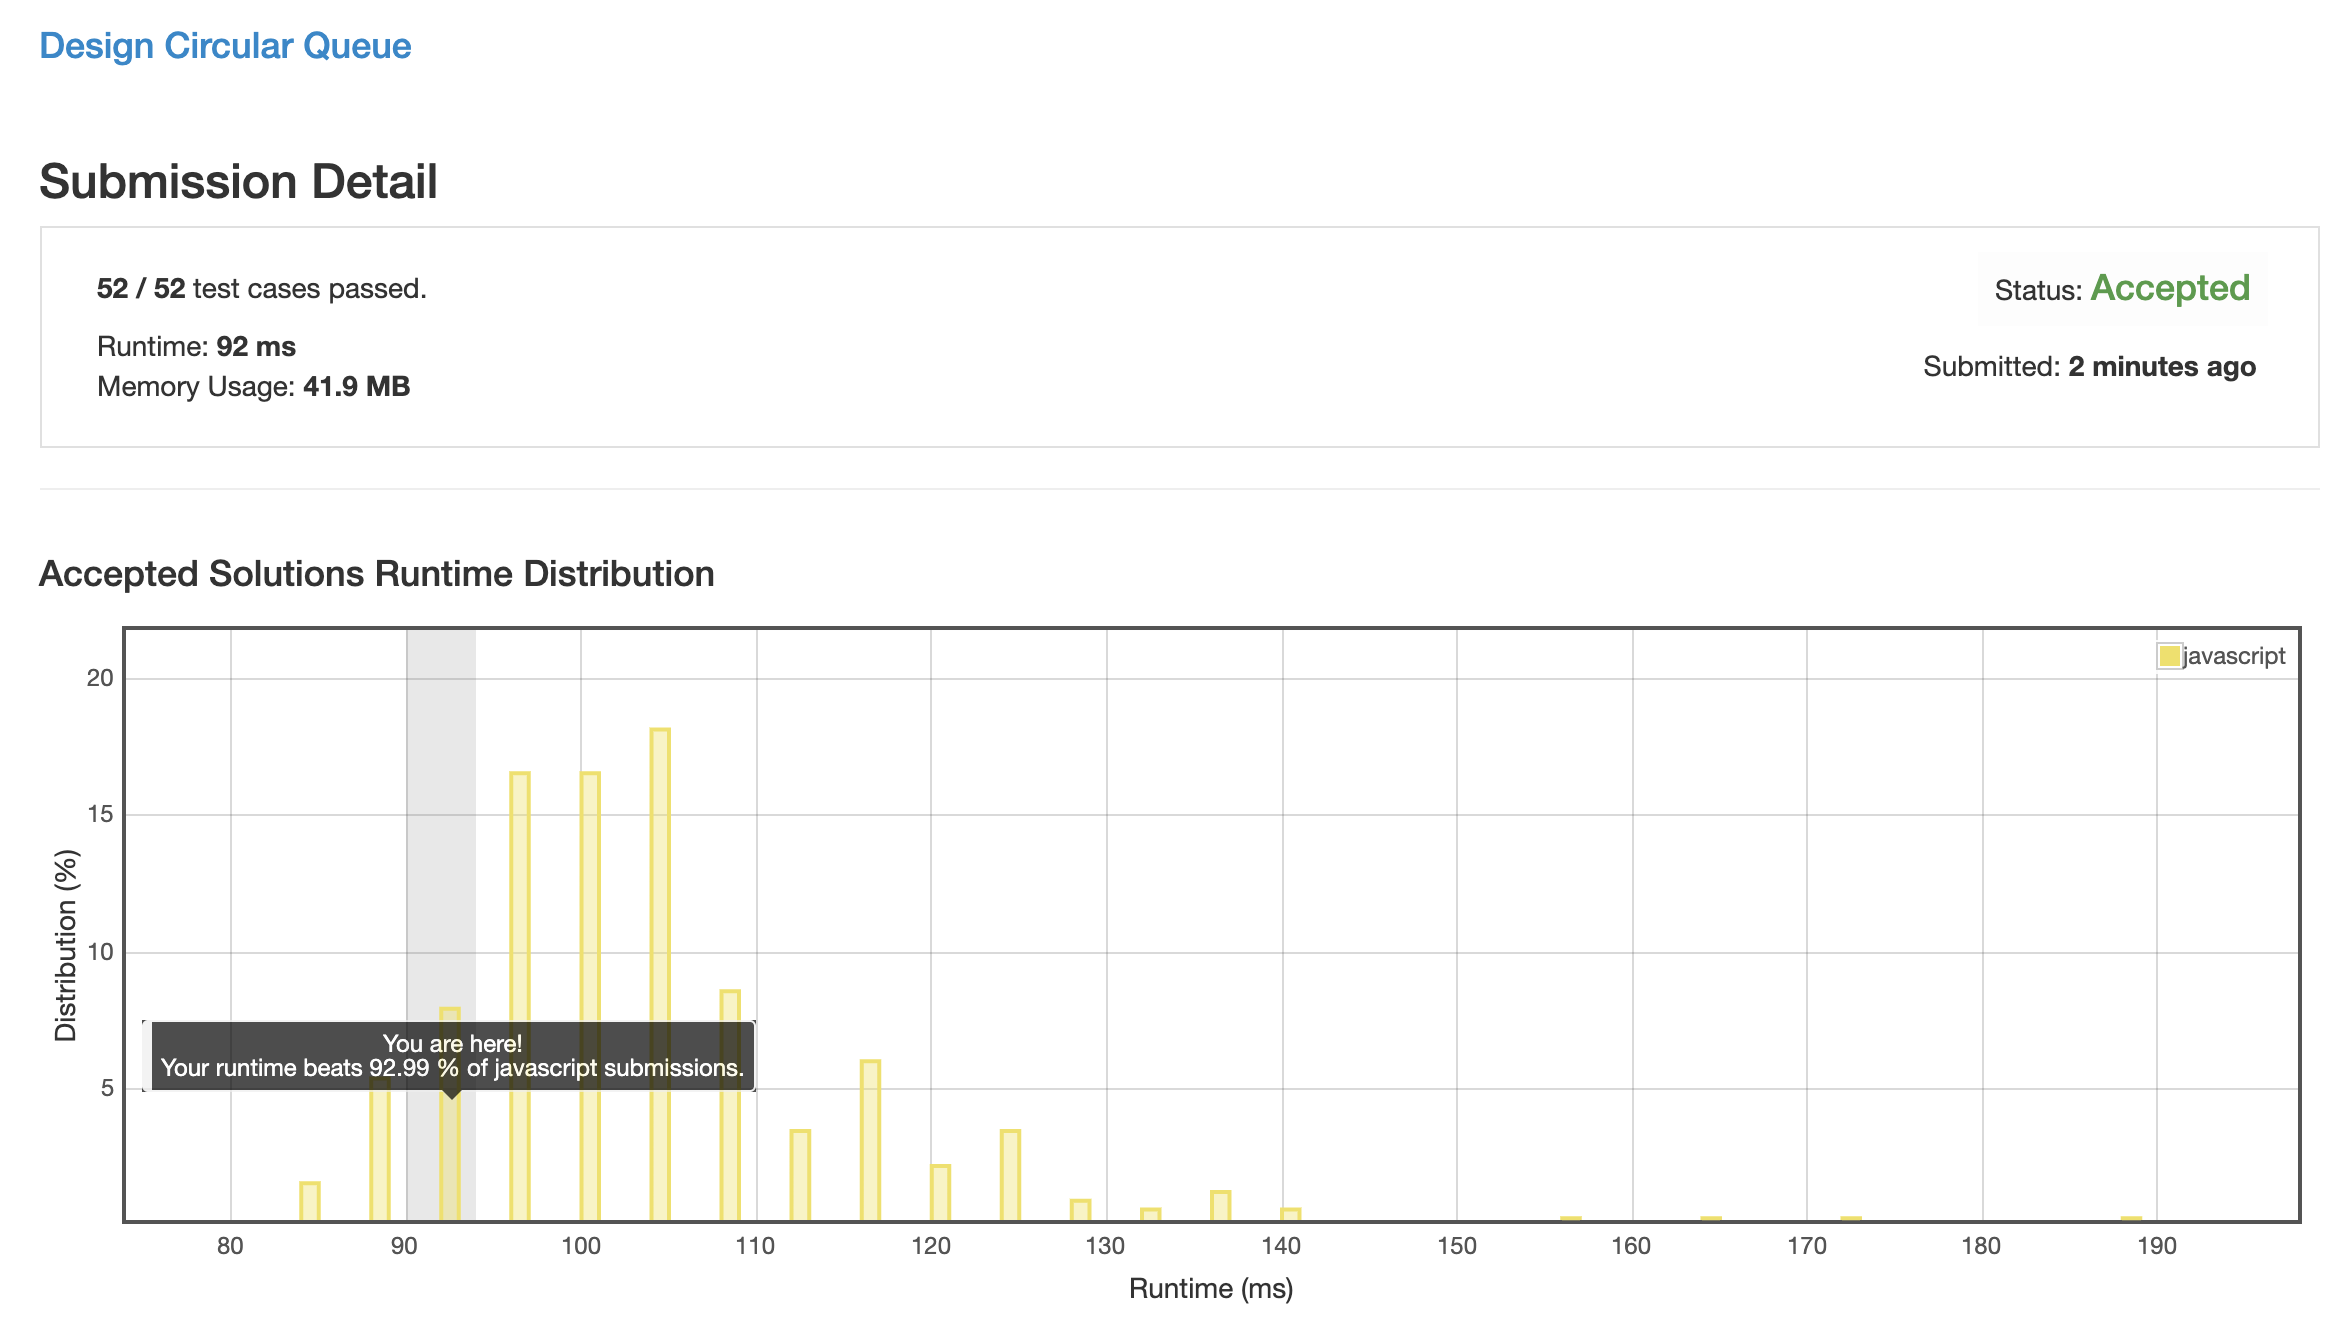 Design Circular Queue
Submission Detail
52 / 52 test cases passed.
Status: Accepted
Runtime: 92 ms
Memory Usage: 41.9 MB
Submitted: 2 minutes ago
Accepted Solutions Runtime Distribution
javascript
20
15
10
5
Distribution (%)
You are here!
Your runtime beats 92.99 % of javascript submissions.
80 90 100 110 120 130 140 150 160 170 180 190
Runtime (ms)